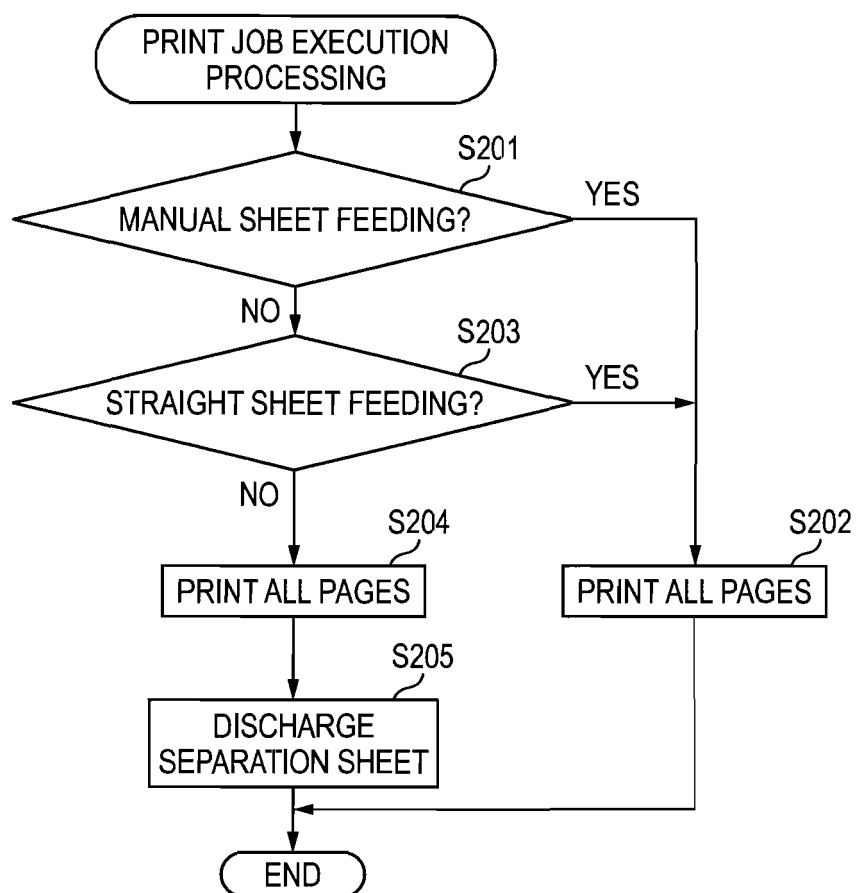 PRINT JOB EXECUTION
PROCESSING
S201
MANUAL SHEET FEEDING?
YES
NO
S203
STRAIGHT SHEET FEEDING?
YES
NO
S204
PRINT ALL PAGES
S202
PRINT ALL PAGES
S205
DISCHARGE
SEPARATION SHEET
END